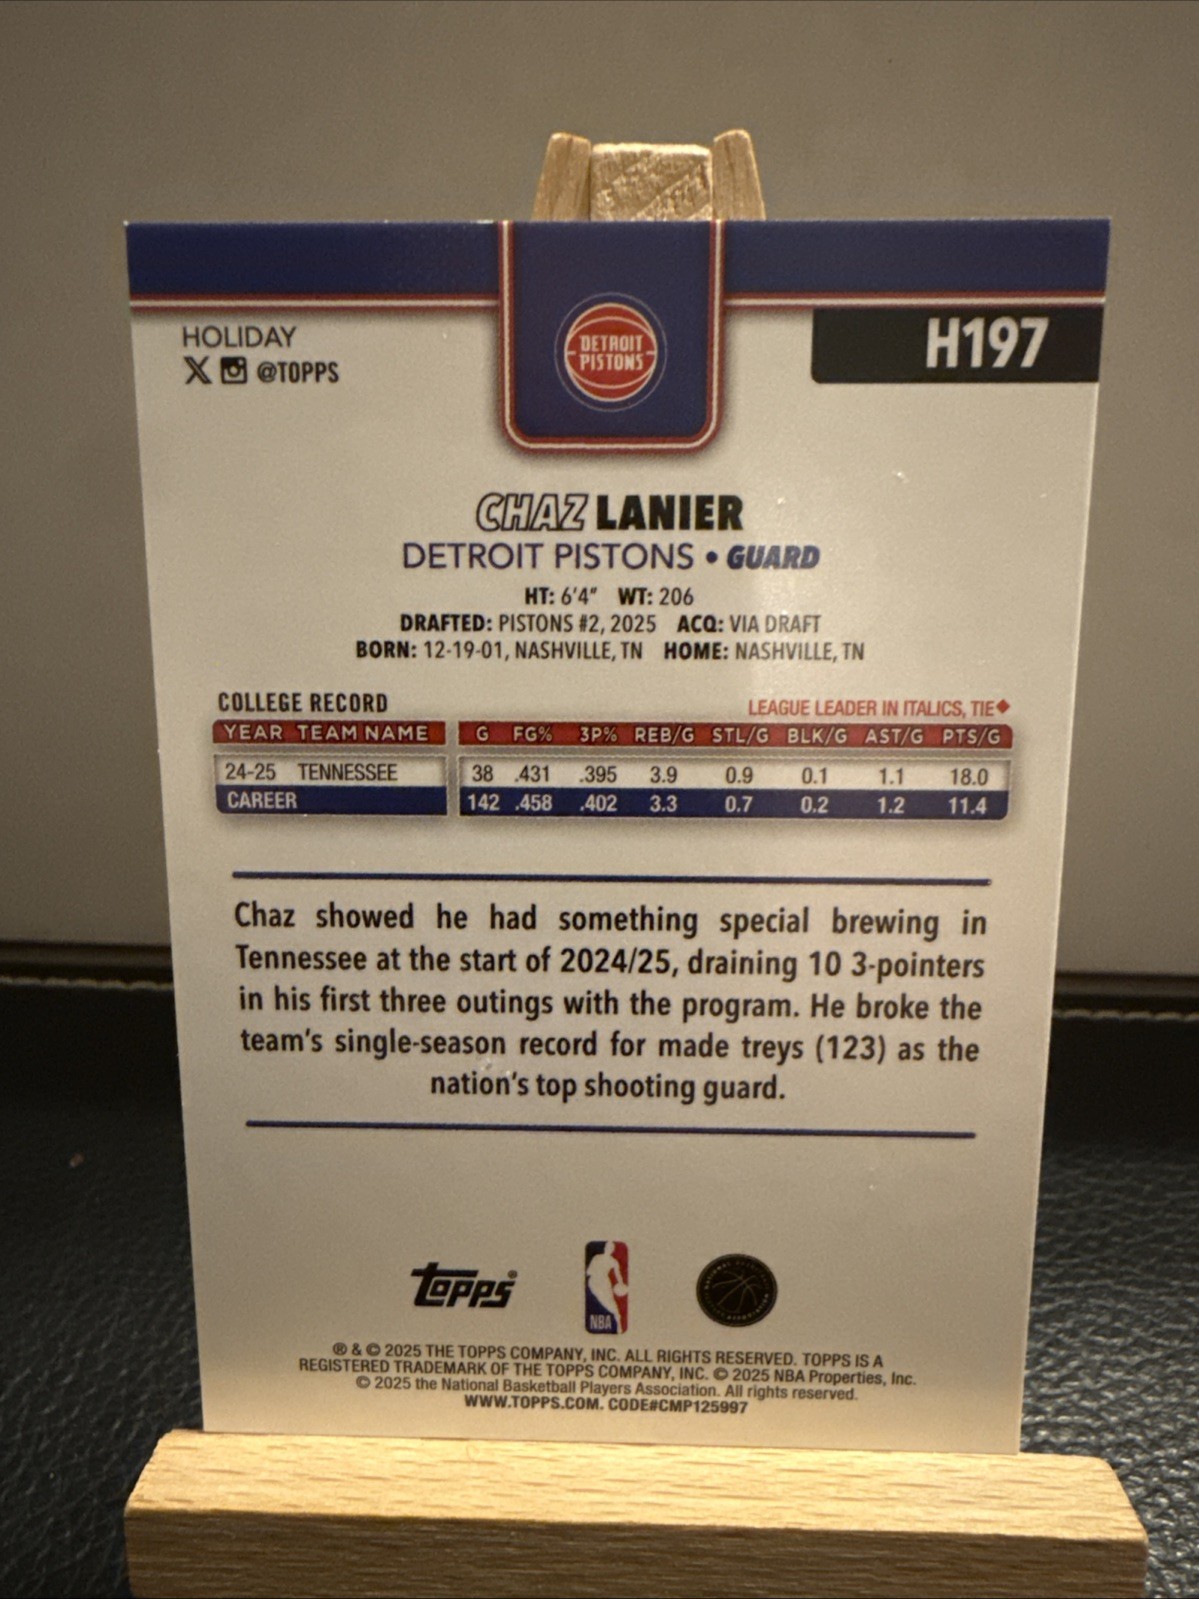 HOLIDAY
X @TOPPS
DETROIT
PISTONS
H197
CHAZ LANIER
DETROIT PISTONS • GUARD
HT: 6'4" WT: 206
DRAFTED: PISTONS #2, 2025 ACQ: VIA DRAFT
BORN: 12-19-01, NASHVILLE, TN HOME: NASHVILLE, TN
COLLEGE RECORD LEAGUE LEADER IN ITALICS, TIE◆
YEAR TEAM NAME G FG% 3P% REB/G STL/G BLK/G AST/G PTS/G
24-25 TENNESSEE 38 .431 .395 3.9 0.9 0.1 1.1 18.0
CAREER 142 .458 .402 3.3 0.7 0.2 1.2 11.4
Chaz showed he had something special brewing in
Tennessee at the start of 2024/25, draining 10 3-pointers
in his first three outings with the program. He broke the
team's single-season record for made treys (123) as the
nation's top shooting guard.
topps®
NBA
® & © 2025 THE TOPPS COMPANY, INC. ALL RIGHTS RESERVED. TOPPS IS A
REGISTERED TRADEMARK OF THE TOPPS COMPANY, INC. © 2025 NBA Properties, Inc.
© 2025 the National Basketball Players Association. All rights reserved.
WWW.TOPPS.COM. CODE#CMP125997